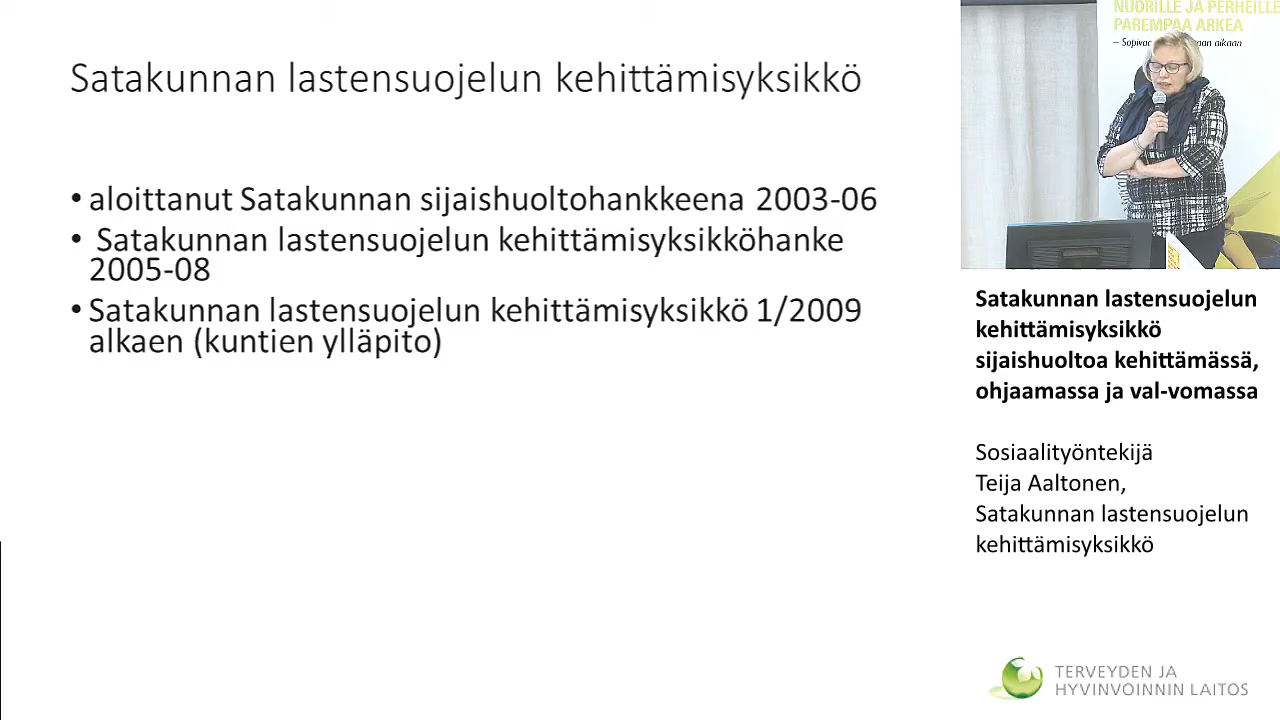 Satakunnan lastensuojelun kehittämisyksikkö
• aloittanut Satakunnan sijaishuoltohankkeena 2003-06
• Satakunnan lastensuojelun kehittämisyksikköhanke
2005-08
• Satakunnan lastensuojelun kehittämisyksikkö 1/2009
alkaen (kuntien ylläpito)
NUORILLE JA PERHEILLE
PAREMPAA ARKEA
aikaan
Satakunnan lastensuojelun
kehittämisyksikkö
sijaishuoltoa kehittämässä,
ohjaamassa ja val-vomassa
Sosiaalityöntekijä
Teija Aaltonen,
Satakunnan lastensuojelun
kehittämisyksikkö
TERVEYDEN JA
HYVINVOINNIN LAITOS